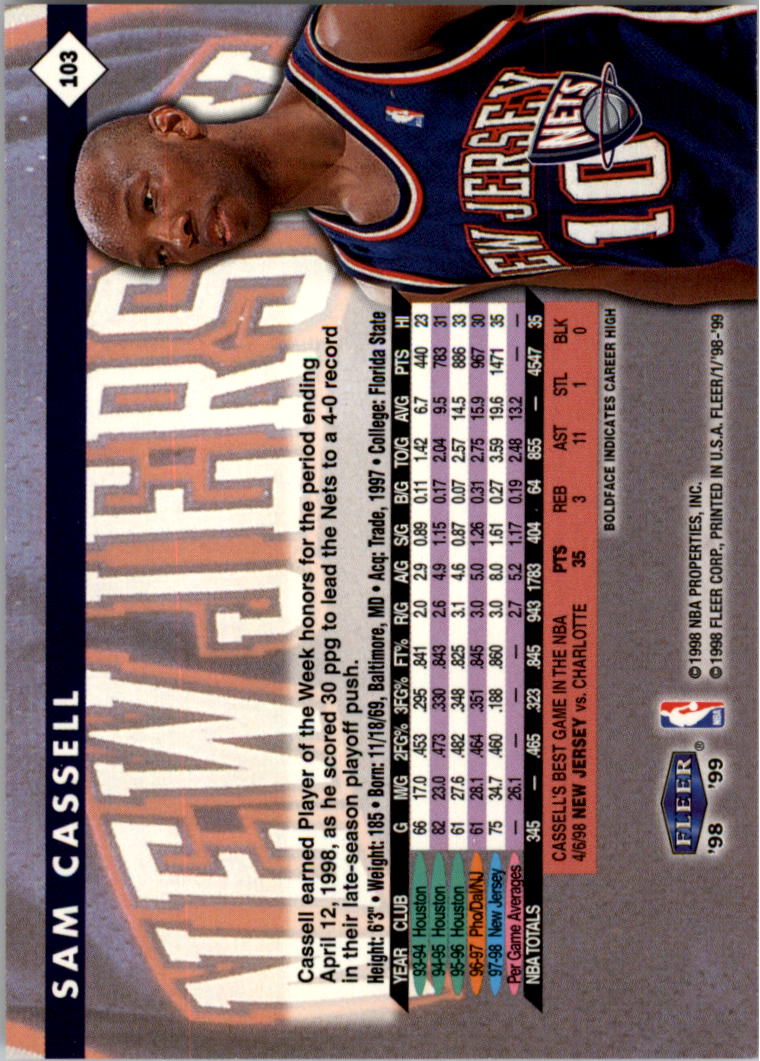 103
SAM CASSELL
NEW JERSEY
NEW JERSEY
NETS
10
Cassell earned Player of the Week honors for the period ending
April 12, 1998, as he scored 30 ppg to lead the Nets to a 4-0 record
in their late-season playoff push.
Height: 6'3" • Weight: 185 • Born: 11/18/69, Baltimore, MD • Acq: Trade, 1997 • College: Florida State
YEAR CLUB G M/G 2FG% 3FG% FT% R/G A/G S/G B/G TO/G AVG PTS HI
93-94 Houston 66 17.0 .453 .295 .841 2.0 2.9 0.89 0.11 1.42 6.7 440 23
94-95 Houston 82 23.0 .473 .330 .843 2.6 4.9 1.15 0.17 2.04 9.5 783 31
95-96 Houston 61 27.6 .482 .348 .825 3.1 4.6 0.87 0.07 2.57 14.5 886 33
96-97 Pho/Dal/NJ 61 28.1 .464 .351 .845 3.0 5.0 1.26 0.31 2.75 15.9 967 30
97-98 New Jersey 75 34.7 .460 .188 .860 3.0 8.0 1.61 0.27 3.59 19.6 1471 35
Per Game Averages — 26.1 — — — 2.7 5.2 1.17 0.19 2.48 13.2 — —
NBA TOTALS 345 — .465 .323 .845 943 1783 404 64 855 — 4547 35
CASSELL'S BEST GAME IN THE NBA PTS REB AST STL BLK
4/6/98 NEW JERSEY vs. CHARLOTTE 35 3 11 1 0
BOLDFACE INDICATES CAREER HIGH
FLEER®
'98 '99
NBA
©1998 NBA PROPERTIES, INC.
©1998 FLEER CORP., PRINTED IN U.S.A. FLEER/1/'98-'99